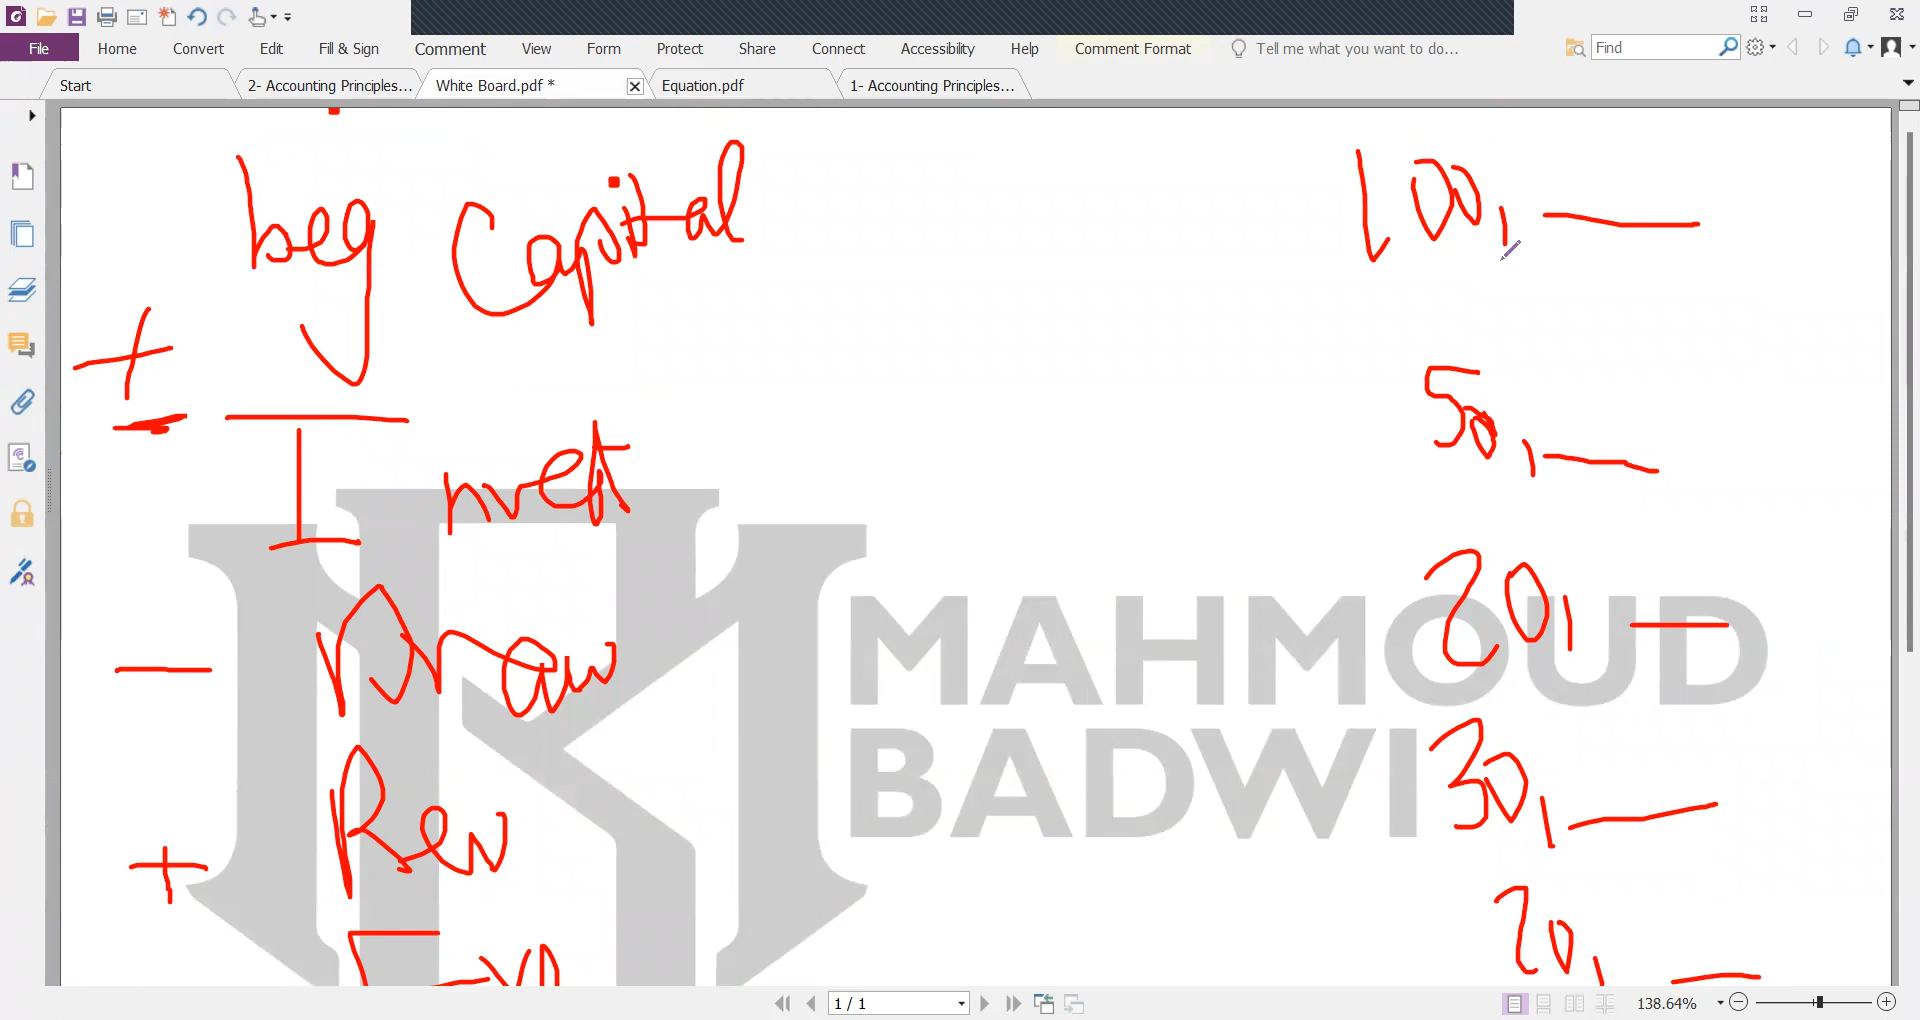 File Home Convert Edit Fill & Sign Comment View Form Protect Share Connect Accessibility Help Comment Format Tell me what you want to do... Find
Start 2- Accounting Principles... White Board.pdf * Equation.pdf 1- Accounting Principles...
beg Capital 100,
+
Invest 50,
- Draw 20,
+ Rev 30,
Exp 20,
MAHMOUD
BADWI
1 / 1 138.64%